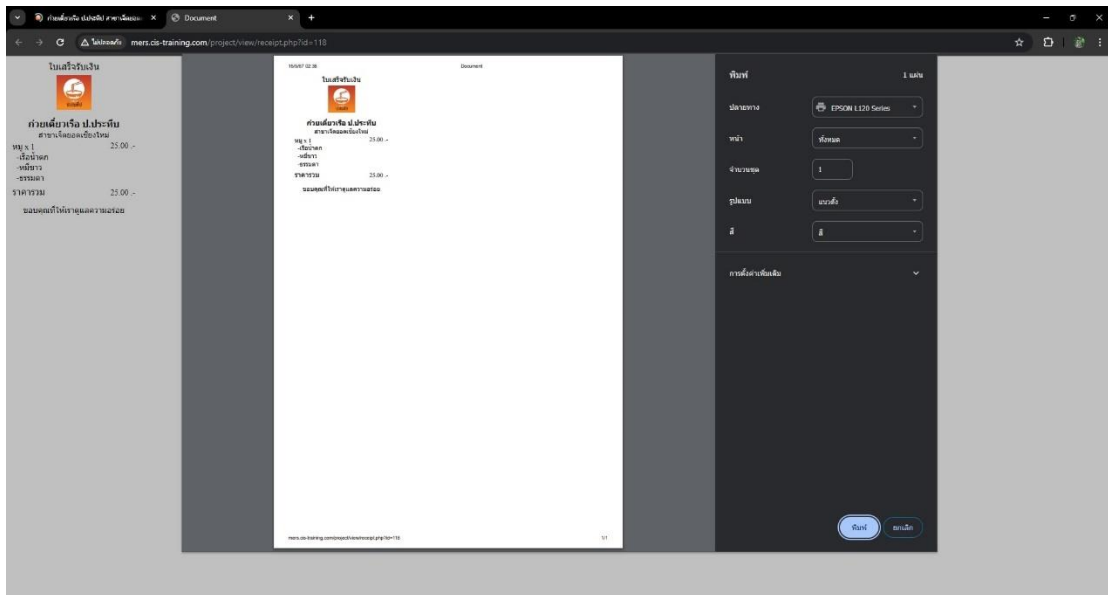 ก๋วยเตี๋ยวเรือ ป.ประทีป สาขาเจ็ดยอด
Document
ไม่ปลอดภัย mers.cis-training.com/project/view/receipt.php?id=118
ใบเสร็จรับเงิน
ก๋วยเตี๋ยวเรือ ป.ประทีป
สาขาเจ็ดยอดเชียงใหม่
หมู x 1 25.00 .-
-เรือน้ำตก
-หมี่ขาว
-ธรรมดา
ราคารวม 25.00 .-
ขอบคุณที่ให้เราดูแลความอร่อย
Document
ใบเสร็จรับเงิน
ก๋วยเตี๋ยวเรือ ป.ประทีป
สาขาเจ็ดยอดเชียงใหม่
หมู x 1 25.00 .-
-เรือน้ำตก
-หมี่ขาว
-ธรรมดา
ราคารวม 25.00 .-
ขอบคุณที่ให้เราดูแลความอร่อย
mers.cis-training.com/project/view/receipt.php?id=118 1/1
พิมพ์ 1 แผ่น
ปลายทาง EPSON L120 Series
หน้า ทั้งหมด
จำนวนชุด 1
รูปแบบ แนวตั้ง
สี สี
การตั้งค่าเพิ่มเติม
พิมพ์ ยกเลิก